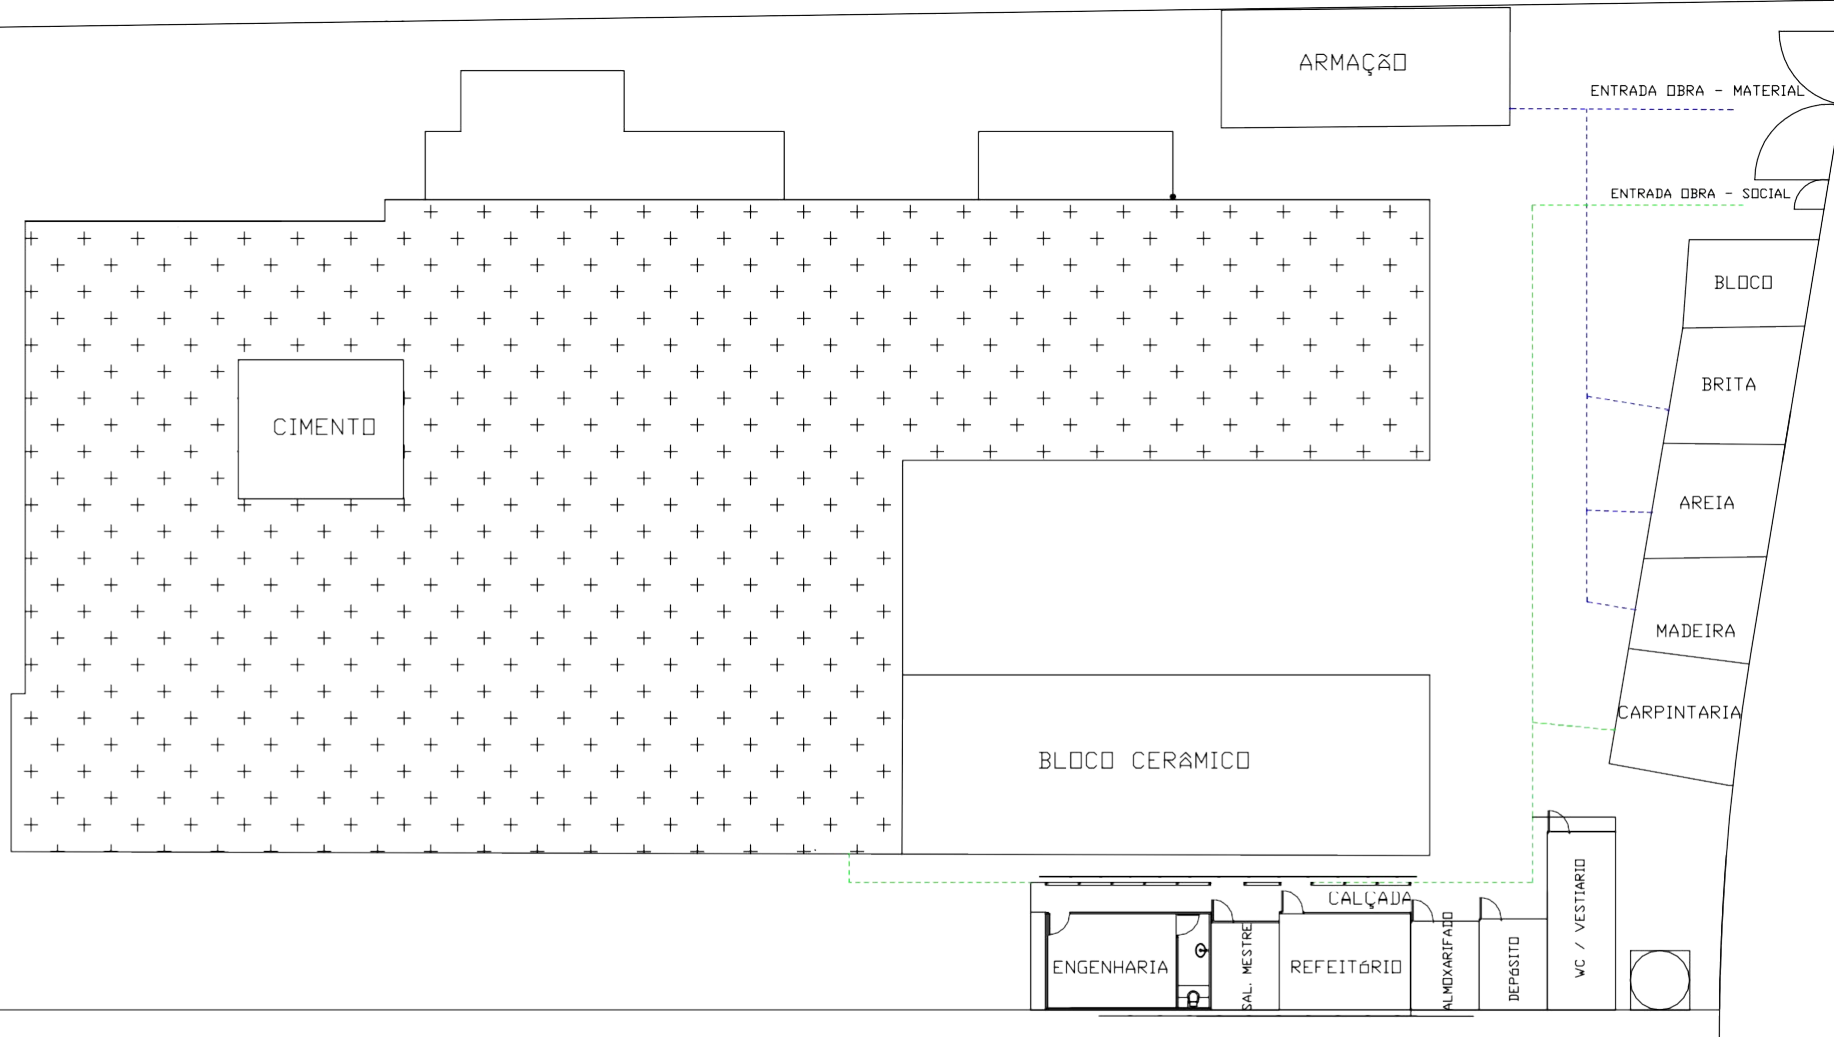 ARMAÇÃO
ENTRADA OBRA - MATERIAL
ENTRADA OBRA - SOCIAL
BLOCO
BRITA
CIMENTO
AREIA
MADEIRA
CARPINTARIA
BLOCO CERÂMICO
CALÇADA
ENGENHARIA
SAL. MESTRE
REFEITóRIO
ALMOXARIFADO
DEPóSITO
WC / VESTIARIO